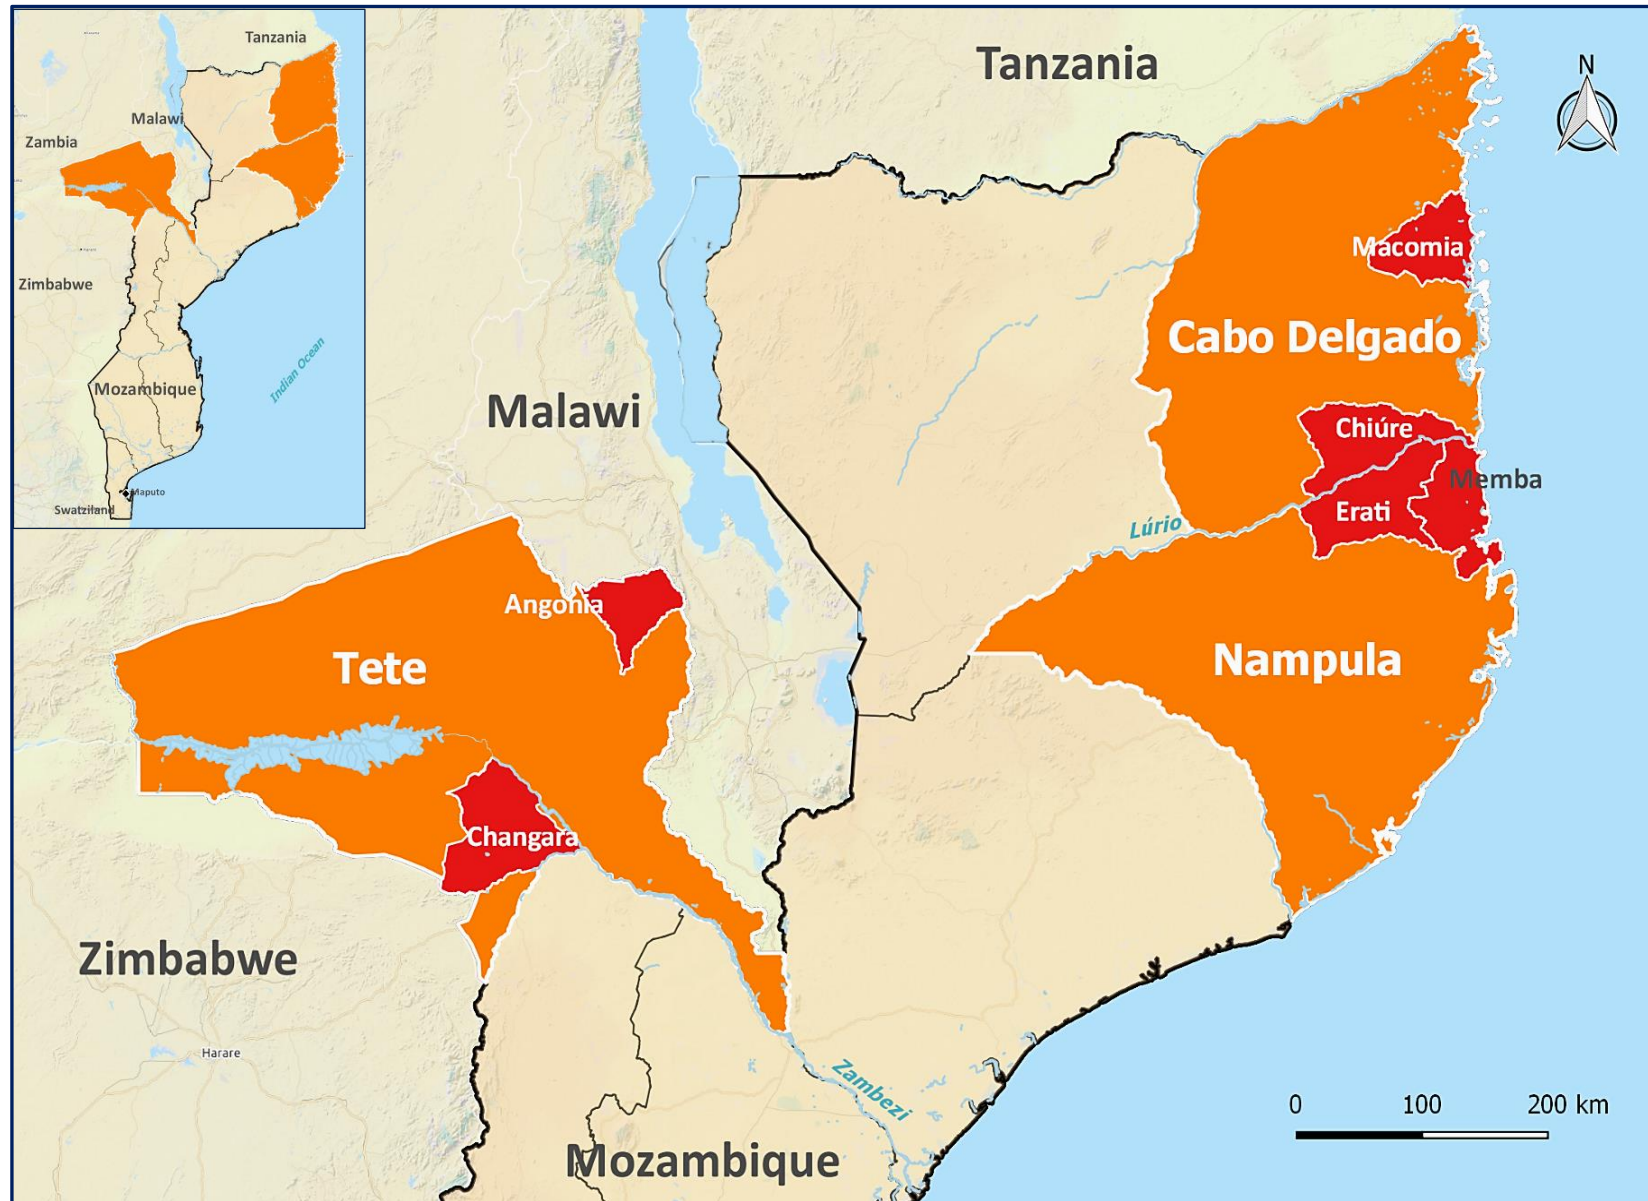 Tanzania
Malawi
Zambia
Zimbabwe
Indian Ocean
Mozambique
Maputo
Swatziland
Tanzania
N
Macomia
Cabo Delgado
Malawi
Chiúre
Memba
Erati
Lúrio
Angonia
Nampula
Tete
Changara
Zimbabwe
Harare
Zambezi
0 100 200 km
Mozambique